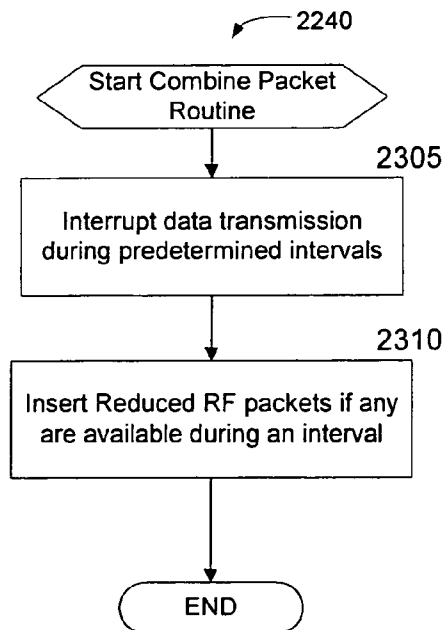 2240
Start Combine Packet
Routine
2305
Interrupt data transmission
during predetermined intervals
2310
Insert Reduced RF packets if any
are available during an interval
END